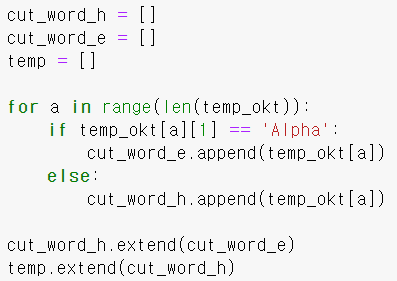 cut_word_h = []
cut_word_e = []
temp = []
for a in range(len(temp_okt)):
    if temp_okt[a][1] == 'Alpha':
        cut_word_e.append(temp_okt[a])
    else:
        cut_word_h.append(temp_okt[a])
cut_word_h.extend(cut_word_e)
temp.extend(cut_word_h)